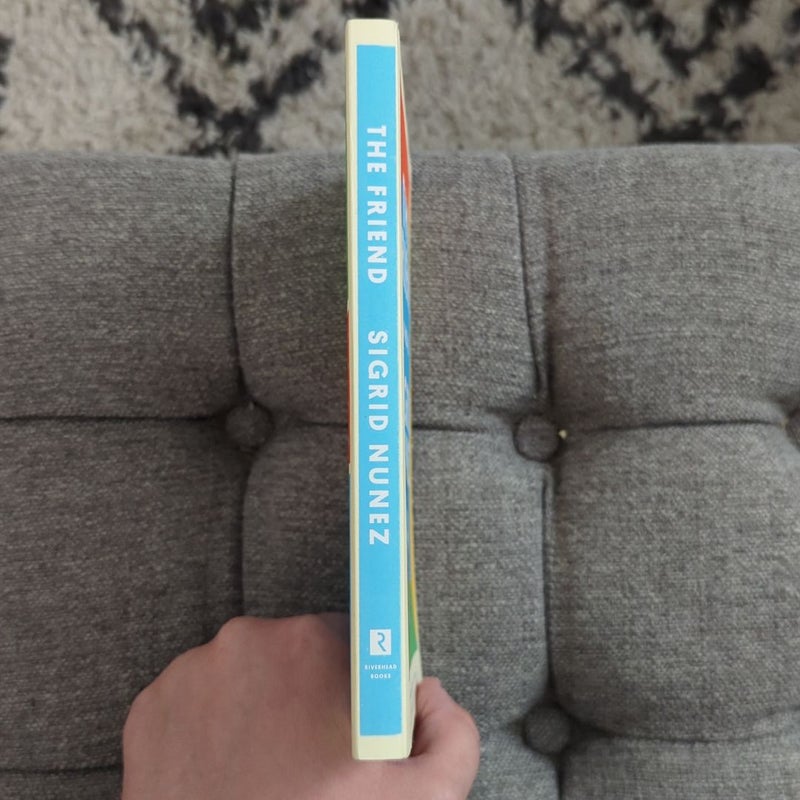 THE FRIEND
SIGRID NUNEZ
R
RIVERHEAD
BOOKS